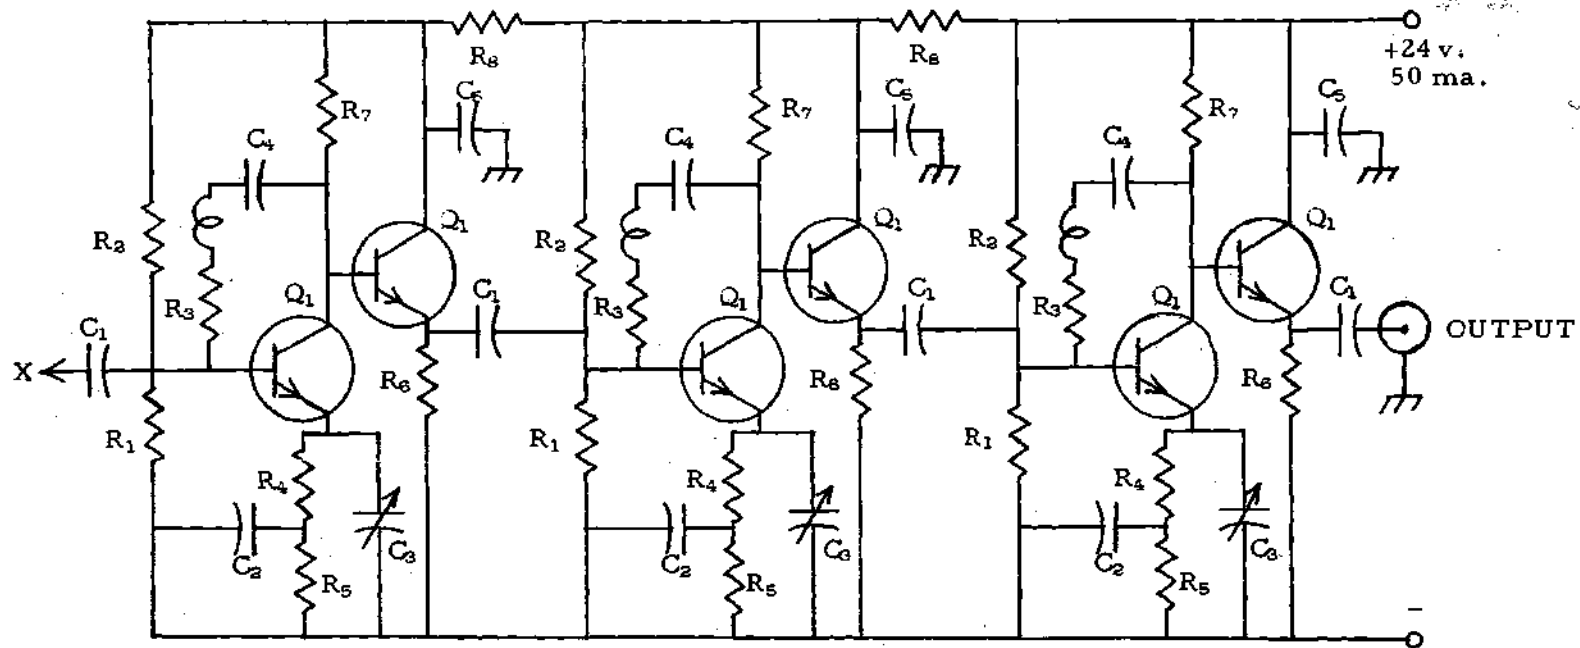 R₈
R₈
+24 v.
50 ma.
C₅
R₇
C₄
C₅
R₇
C₄
C₅
R₇
C₄
R₂
Q₁
R₂
Q₁
R₂
Q₁
R₃
Q₁
C₁
R₃
Q₁
C₁
R₃
Q₁
C₁
OUTPUT
X
C₁
R₆
R₆
R₆
R₁
R₁
R₁
R₄
R₄
R₄
C₂
C₃
C₂
C₃
C₂
C₃
R₅
R₅
R₅
-